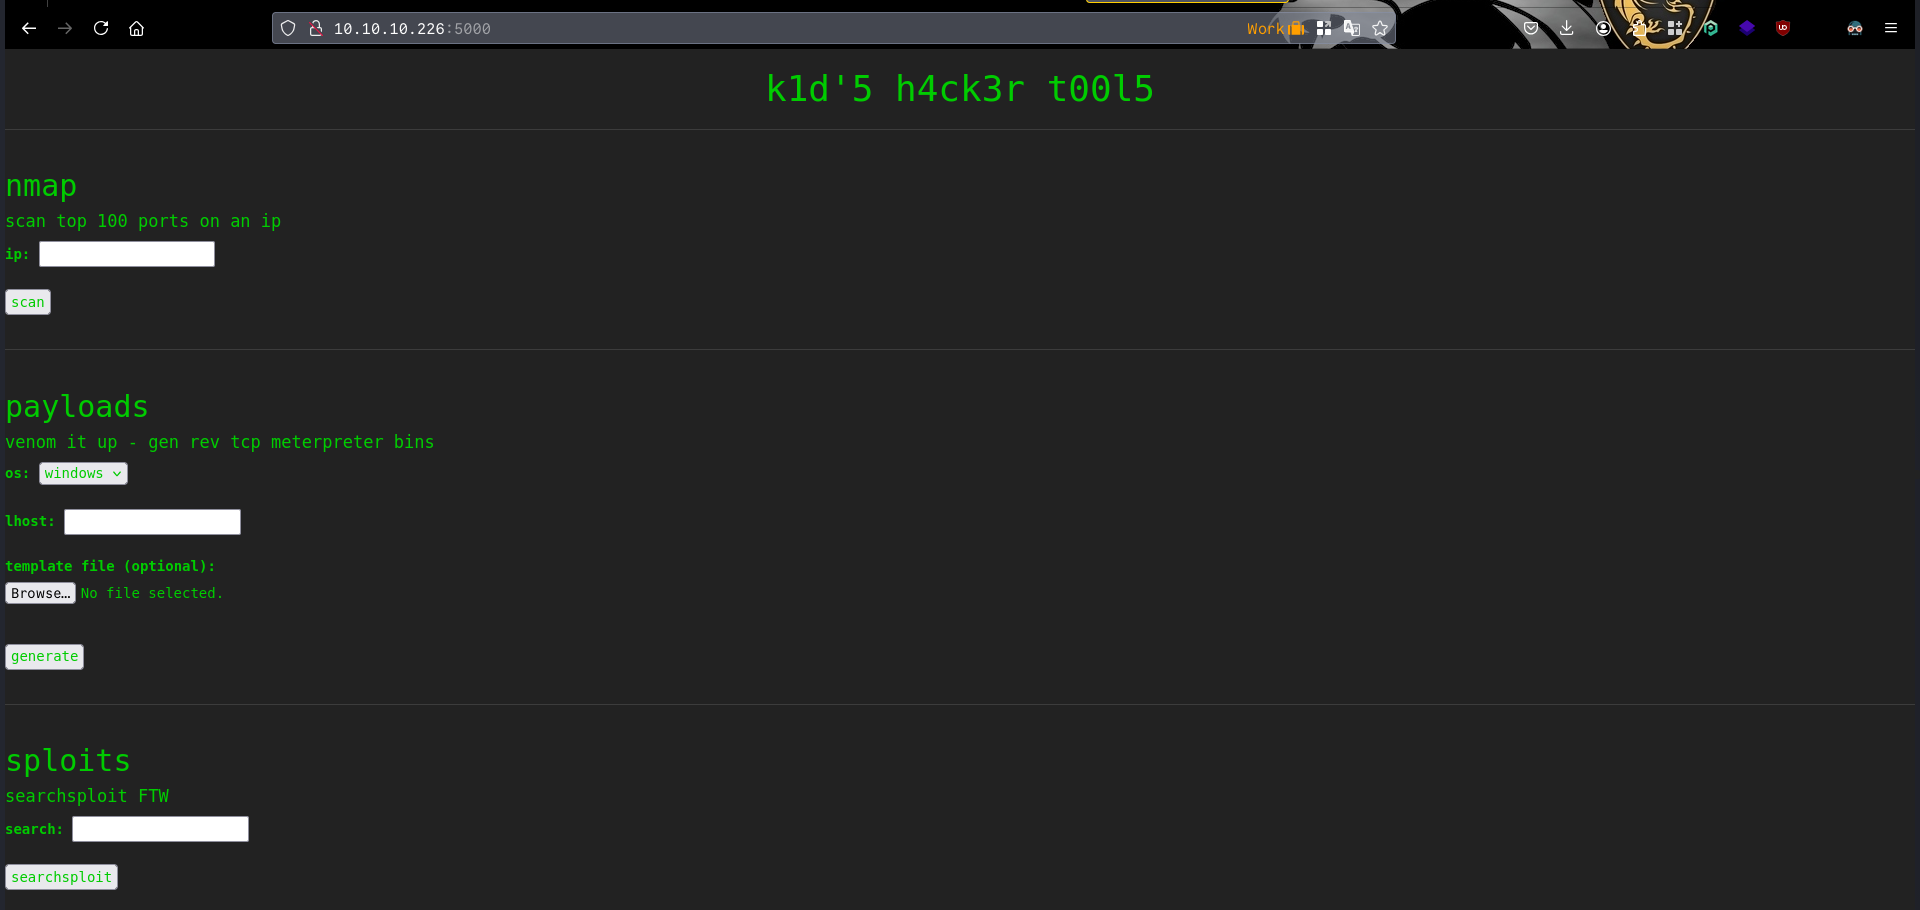 10.10.10.226:5000
Work
k1d'5 h4ck3r t00l5
nmap
scan top 100 ports on an ip
ip:
scan
payloads
venom it up - gen rev tcp meterpreter bins
os: windows
lhost:
template file (optional):
Browse… No file selected.
generate
sploits
searchsploit FTW
search:
searchsploit